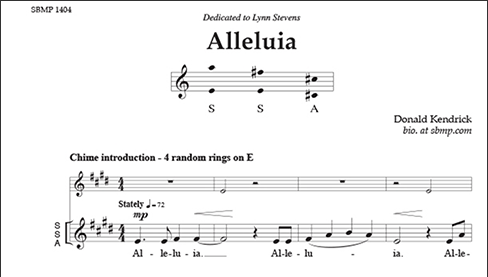 SBMP 1404
Dedicated to Lynn Stevens
Alleluia
S S A
Donald Kendrick
bio. at sbmp.com
Chime introduction - 4 random rings on E
Stately ♩= 72
mp
S
S
A
Al - le-lu - ia. Al - le - lu - ia. Al-le-